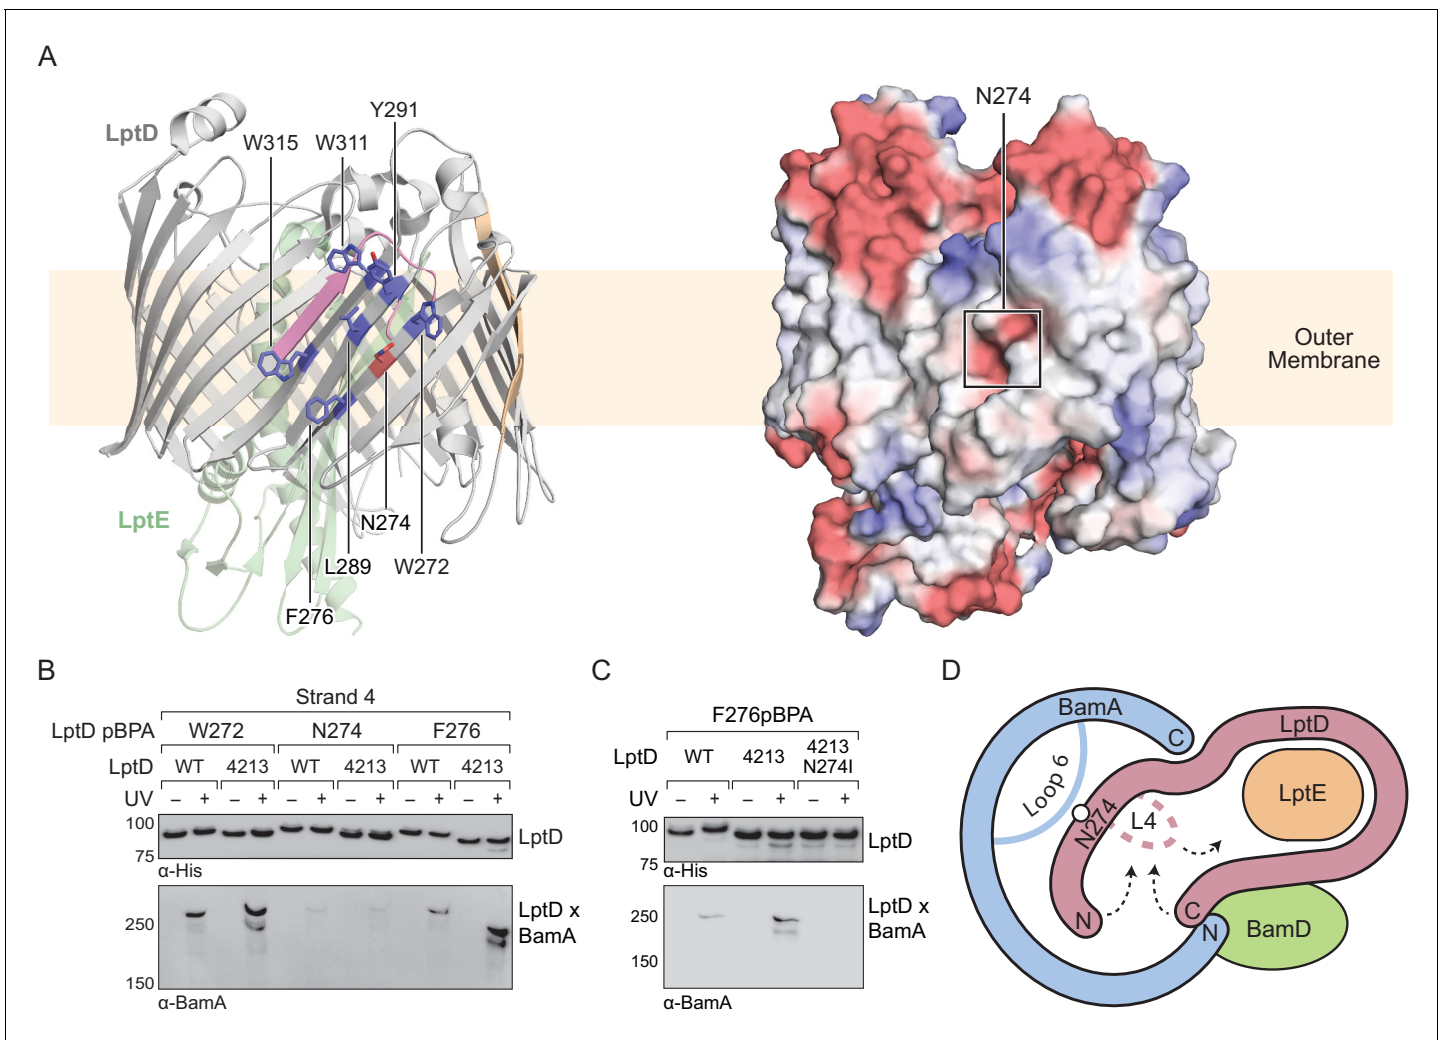 A
LptD
W315
W311
Y291
N274
Outer
Membrane
LptE
N274
L289
W272
F276
B
Strand 4
LptD pBPA
W272
N274
F276
LptD
WT
4213
WT
4213
WT
4213
UV
– + – + – + – + – + – +
100
75
LptD
α-His
250
150
LptD x
BamA
α-BamA
C
F276pBPA
LptD
WT
4213
4213
N274I
UV
– + – + – +
100
75
LptD
α-His
250
150
LptD x
BamA
α-BamA
D
BamA
C
LptD
Loop 6
LptE
N274
L4
N
C
N
BamD